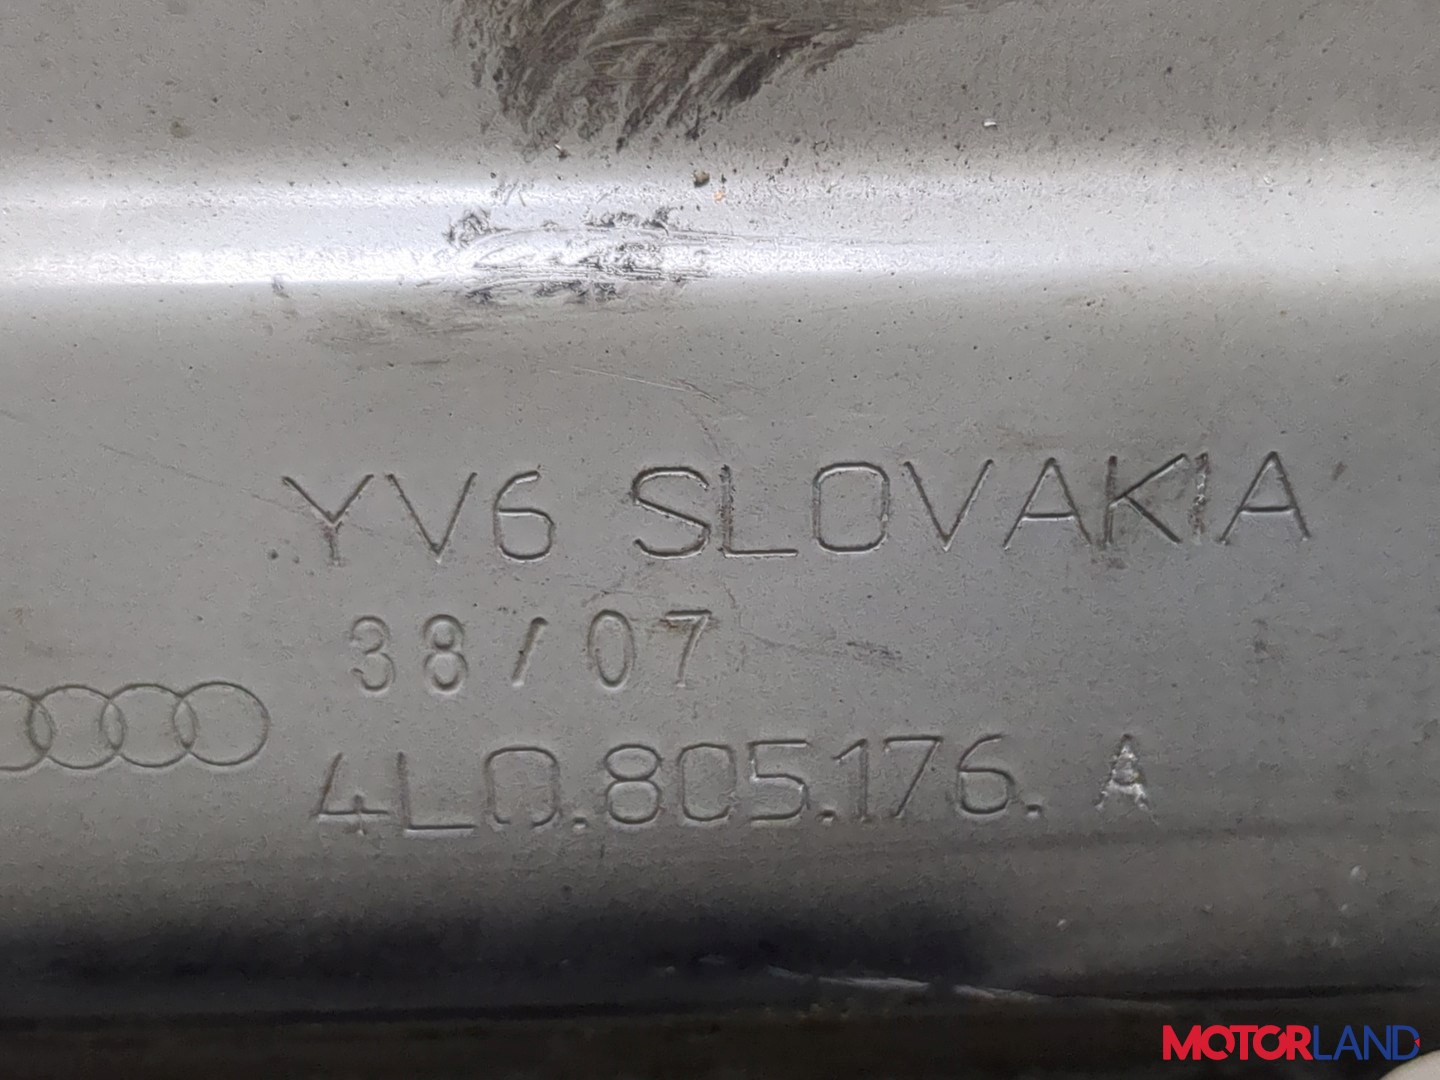 YV6 SLOVAKIA
38/07
4L0.805.176. A
MOTORLAND